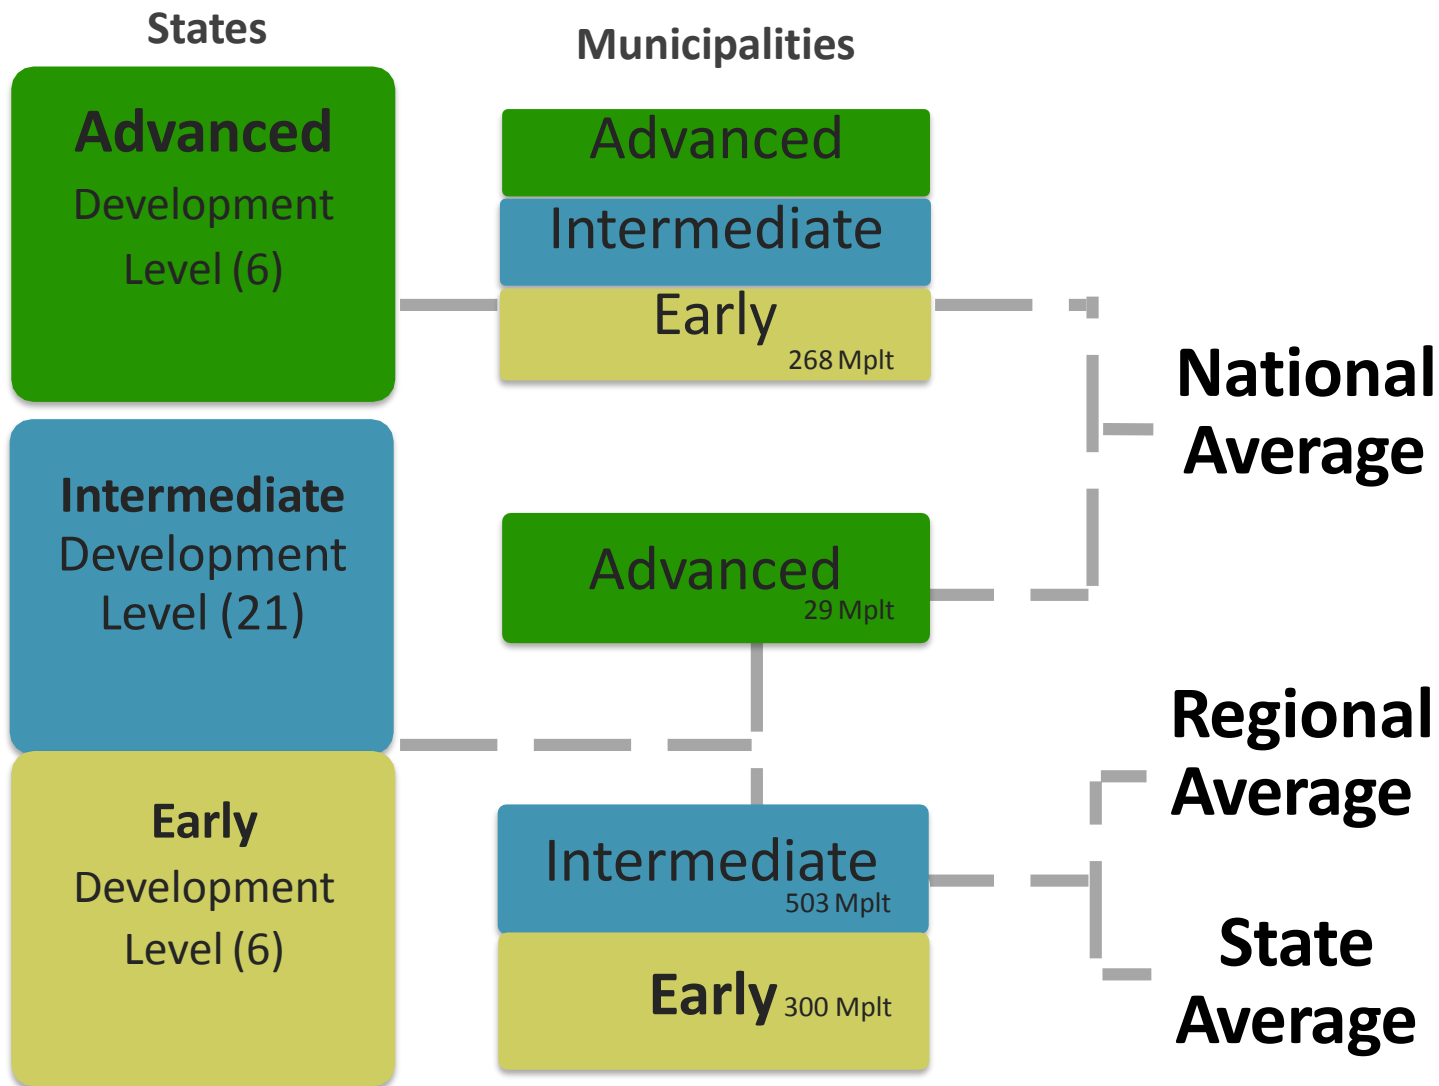 States
Municipalities
Advanced
Development
Level (6)
Advanced
Intermediate
Early
268 Mplt
National
Average
Intermediate
Development
Level (21)
Advanced
29 Mplt
Regional
Average
Early
Development
Level (6)
Intermediate
503 Mplt
Early 300 Mplt
State
Average